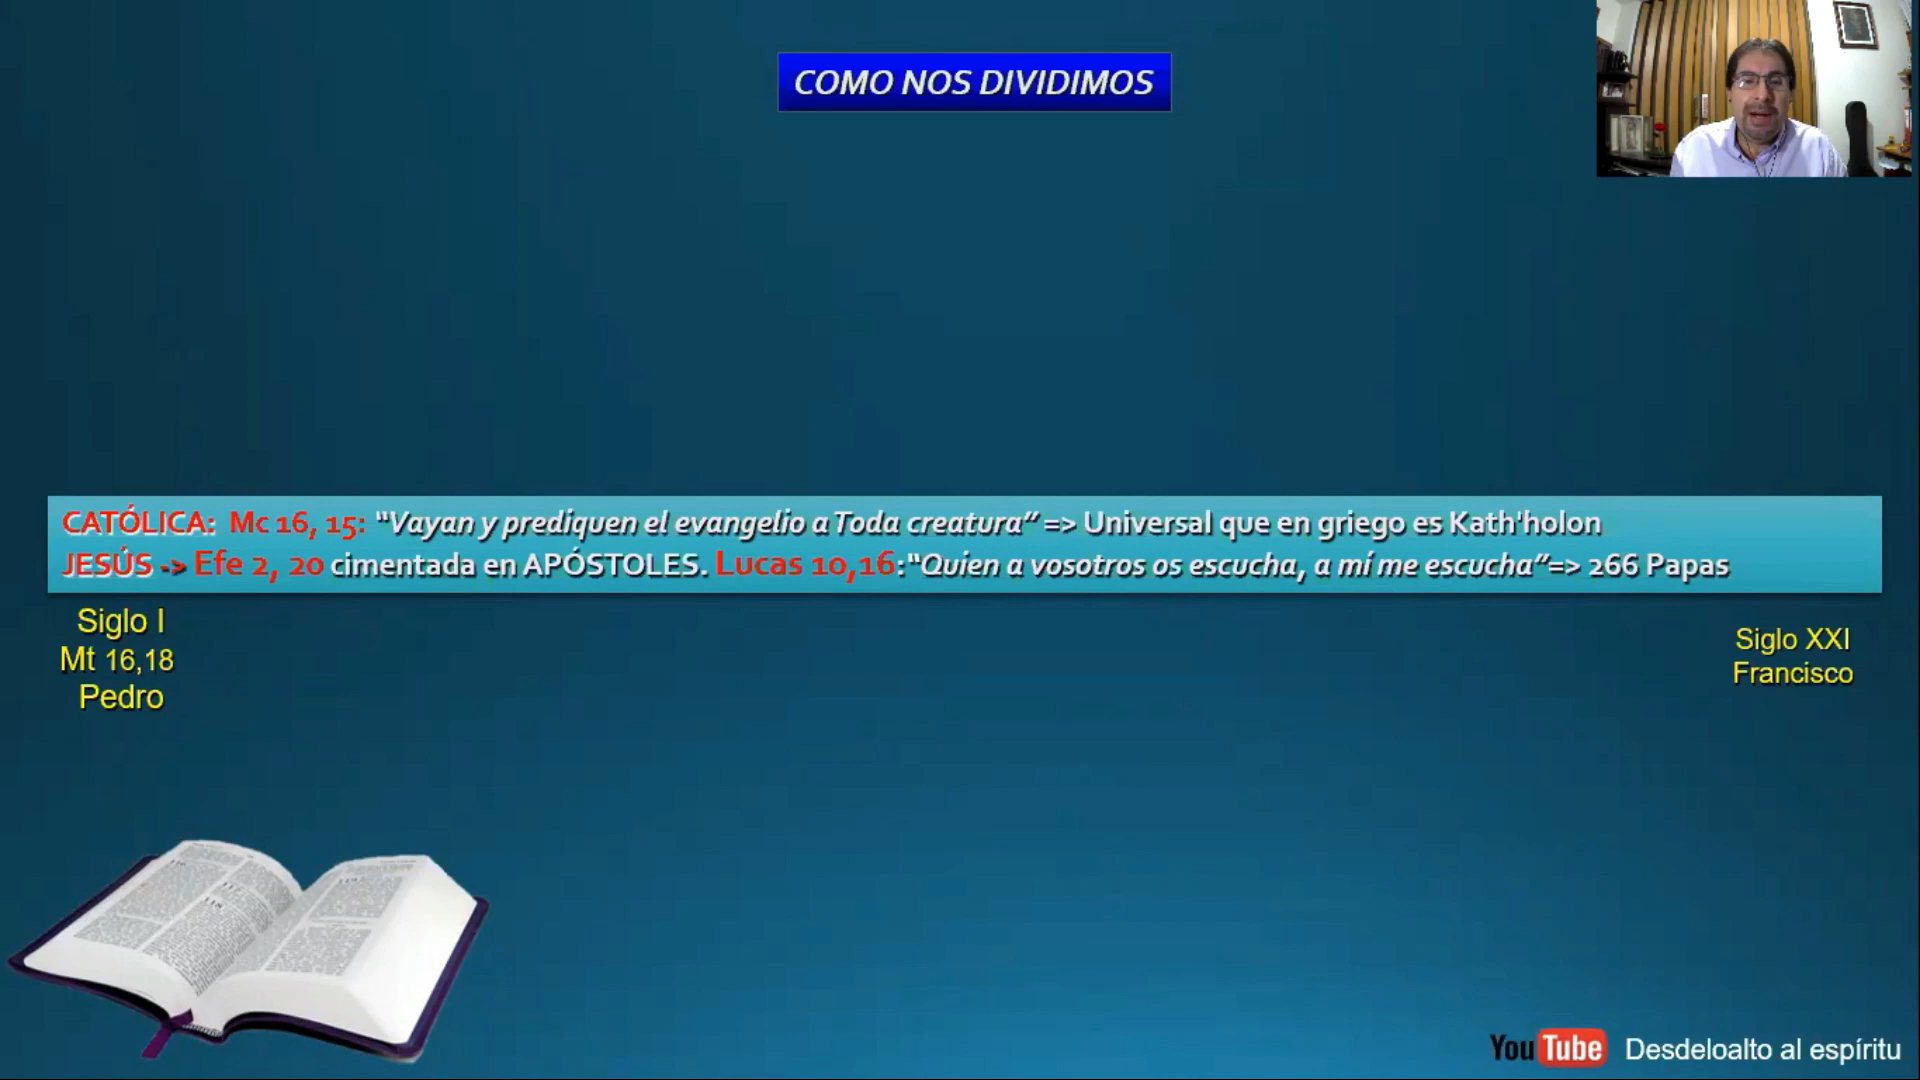 COMO NOS DIVIDIMOS
CATÓLICA: Mc 16, 15: “Vayan y prediquen el evangelio a Toda creatura” => Universal que en griego es Kath'holon
JESÚS -> Efe 2, 20 cimentada en APÓSTOLES. Lucas 10,16:“Quien a vosotros os escucha, a mí me escucha”=> 266 Papas
Siglo I
Mt 16,18
Pedro
Siglo XXI
Francisco
YouTube Desdeloalto al espíritu